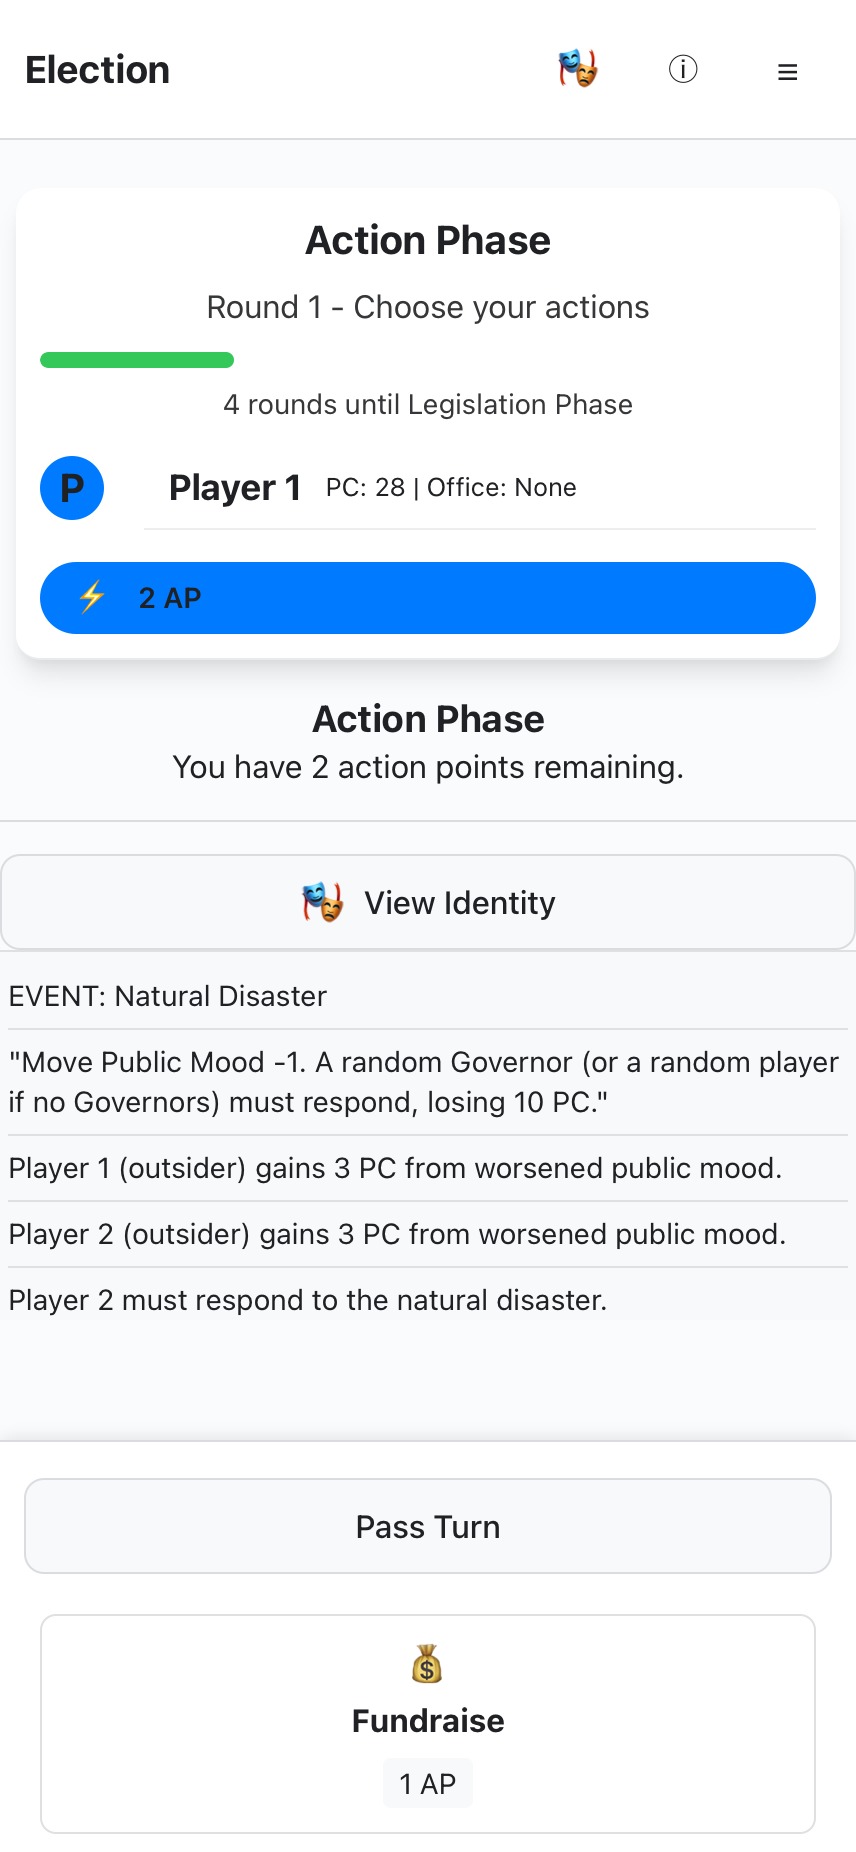 Election
Action Phase
Round 1 - Choose your actions
4 rounds until Legislation Phase
P
Player 1 PC: 28 | Office: None
2 AP
Action Phase
You have 2 action points remaining.
View Identity
EVENT: Natural Disaster
"Move Public Mood -1. A random Governor (or a random player
if no Governors) must respond, losing 10 PC."
Player 1 (outsider) gains 3 PC from worsened public mood.
Player 2 (outsider) gains 3 PC from worsened public mood.
Player 2 must respond to the natural disaster.
Pass Turn
Fundraise
1 AP